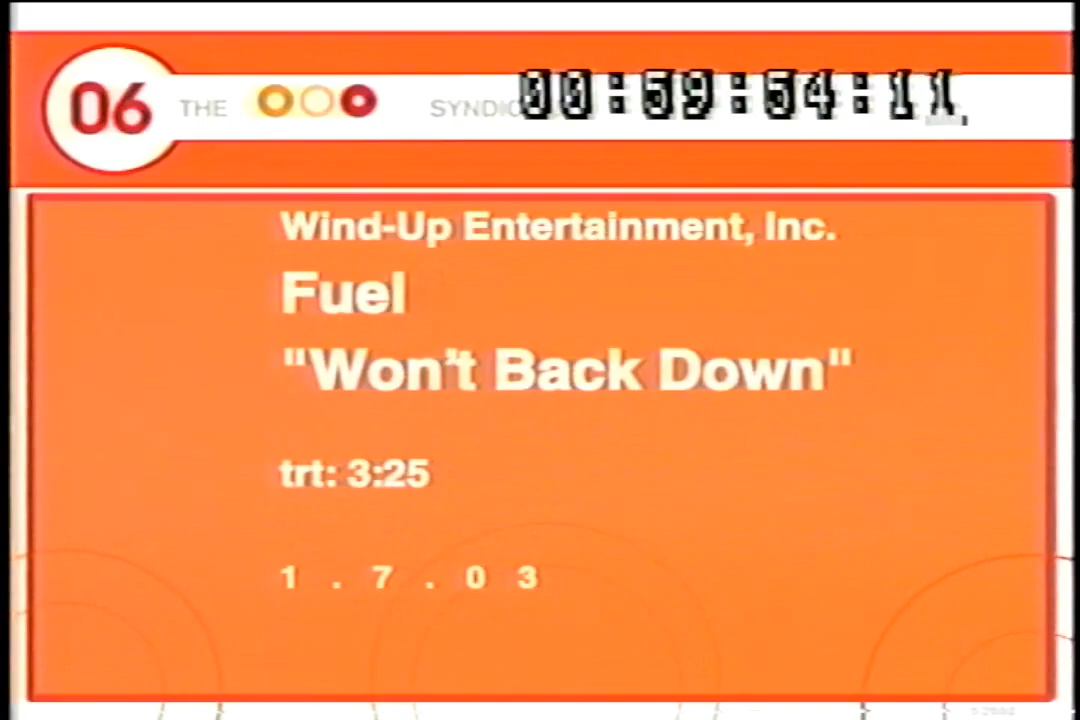 06 THE SYNDIC 00:59:54:11
Wind-Up Entertainment, Inc.
Fuel
"Won't Back Down"
trt: 3:25
1 . 7 . 0 3